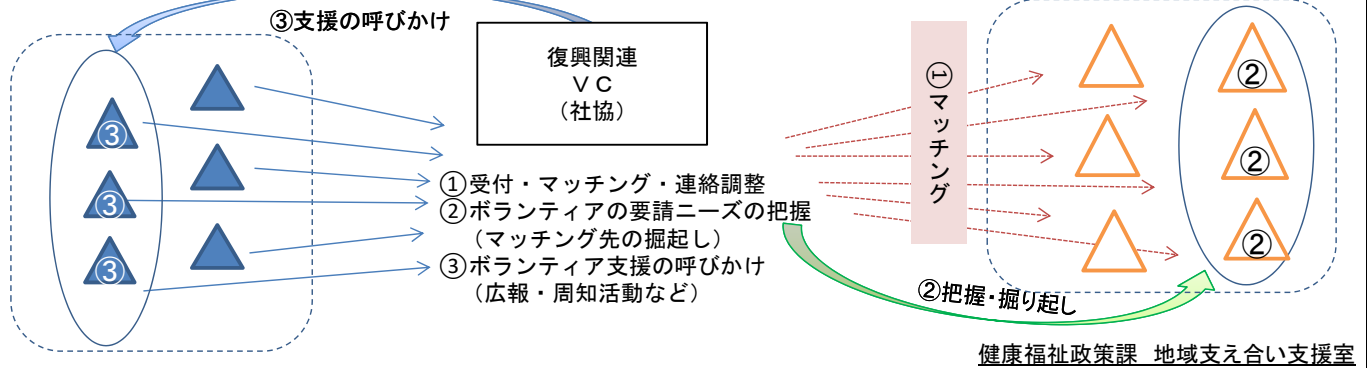 ③支援の呼びかけ
復興関連
ＶＣ
（社協）
③
③
③
①受付・マッチング・連絡調整
②ボランティアの要請ニーズの把握
（マッチング先の掘起し）
③ボランティア支援の呼びかけ
（広報・周知活動など）
①マッチング
②
②
②
②把握・掘り起し
健康福祉政策課　地域支え合い支援室